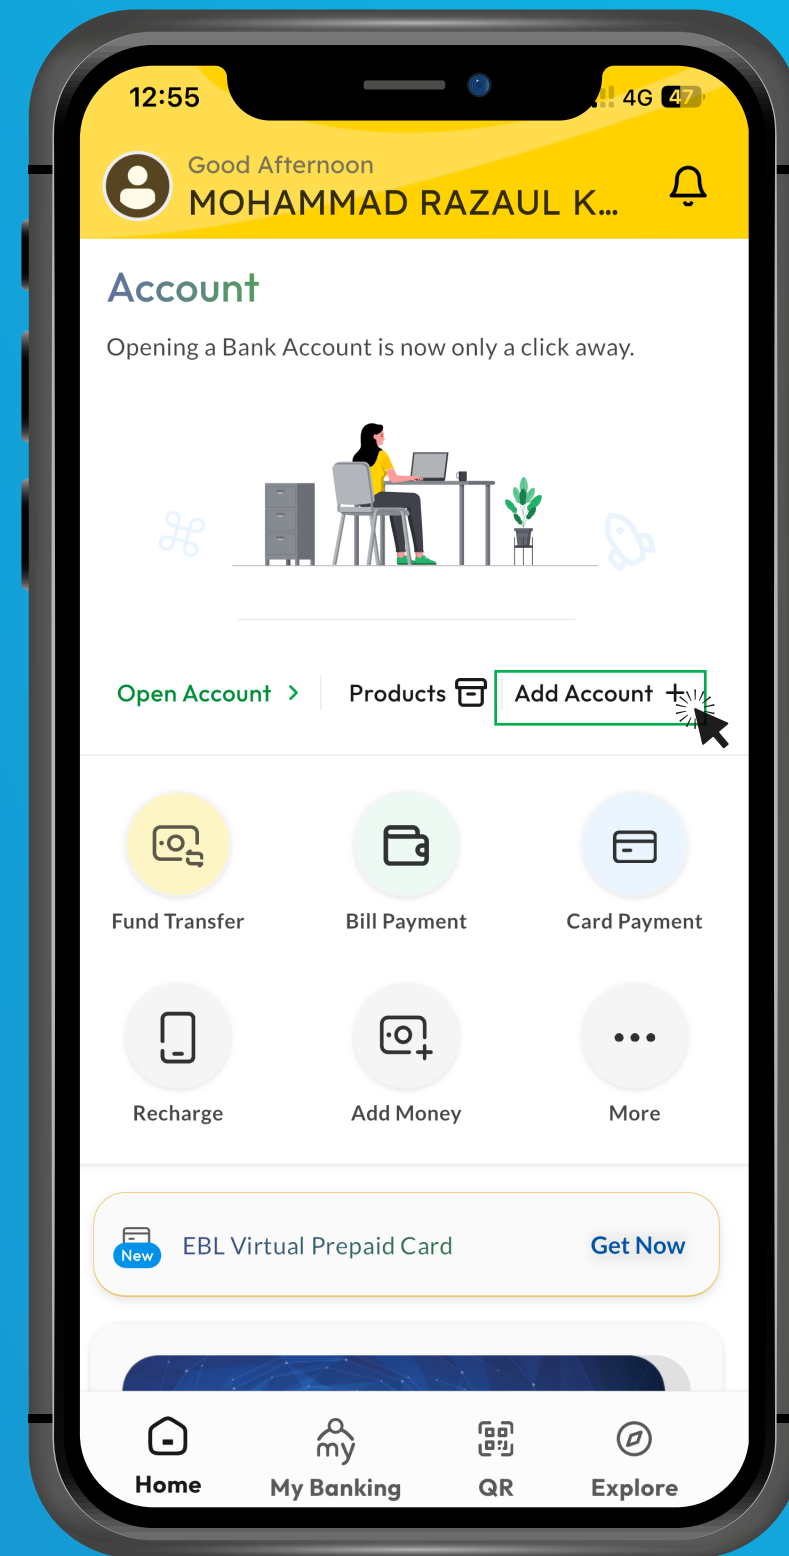 12:55
4G 47
Good Afternoon
MOHAMMAD RAZAUL K...
Account
Opening a Bank Account is now only a click away.
Open Account > Products Add Account +
Fund Transfer Bill Payment Card Payment
Recharge Add Money More
New EBL Virtual Prepaid Card Get Now
my
Home My Banking QR Explore